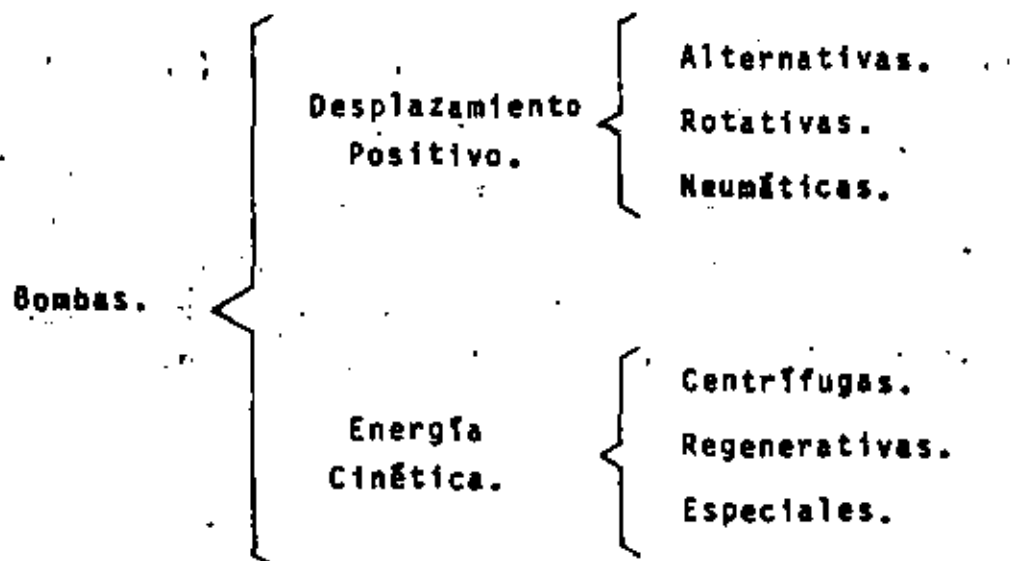 Bombas.
Desplazamiento
Positivo.
Alternativas.
Rotativas.
Neumáticas.
Energía
Cinética.
Centrífugas.
Regenerativas.
Especiales.